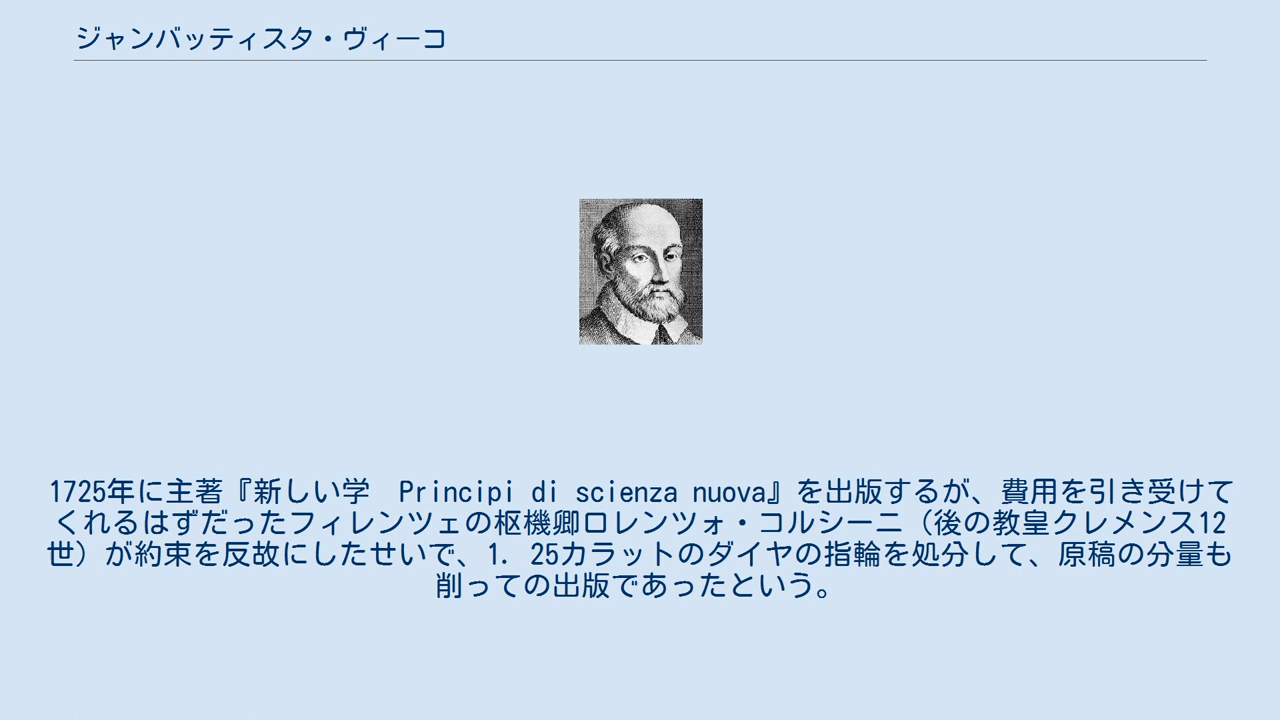 ジャンバッティスタ・ヴィーコ
1725年に主著『新しい学　Principi di scienza nuova』を出版するが、費用を引き受けて
くれるはずだったフィレンツェの枢機卿ロレンツォ・コルシーニ（後の教皇クレメンス12
世）が約束を反故にしたせいで、1. 25カラットのダイヤの指輪を処分して、原稿の分量も
削っての出版であったという。